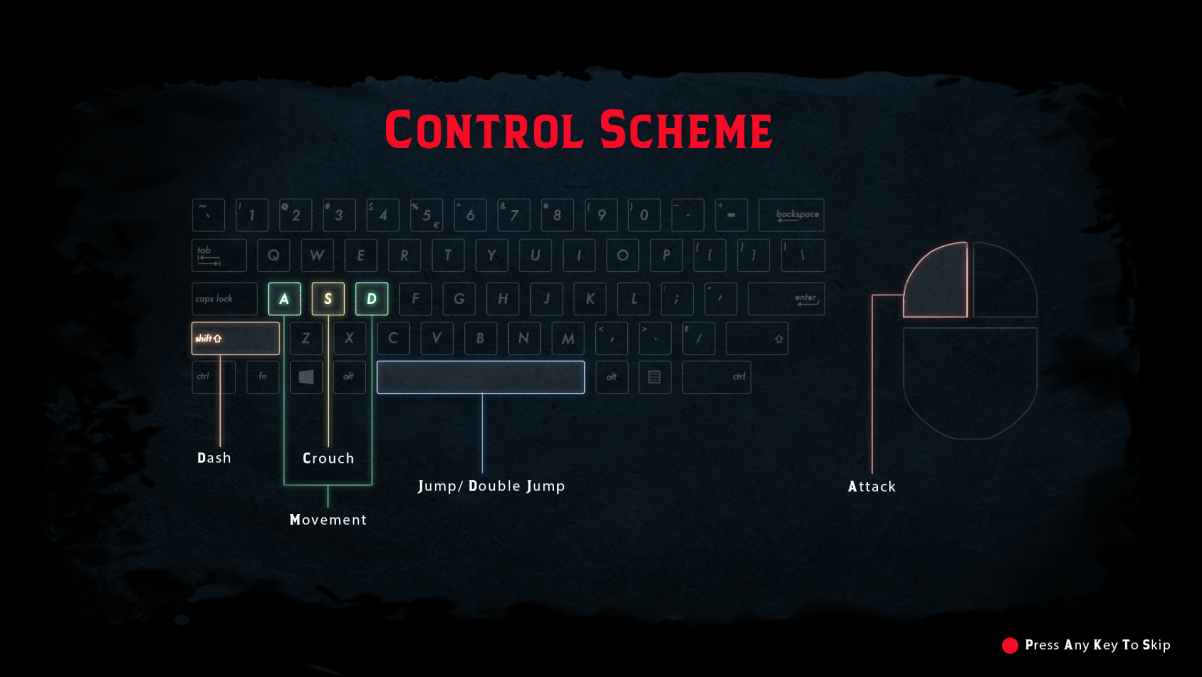 Control Scheme
~ ` ! 1 @ 2 # 3 $ 4 % 5 € ^ 6 & 7 * 8 ( 9 ) 0 - - + = backspace
tab Q W E R T Y U I O P [ [ } ] | \
caps lock A S D F G H J K L : ; " ' enter
shift Z X C V B N M < , > . /
ctrl fn alt alt ctrl
Dash
Crouch
Jump/ Double Jump
Attack
Movement
Press Any Key To Skip